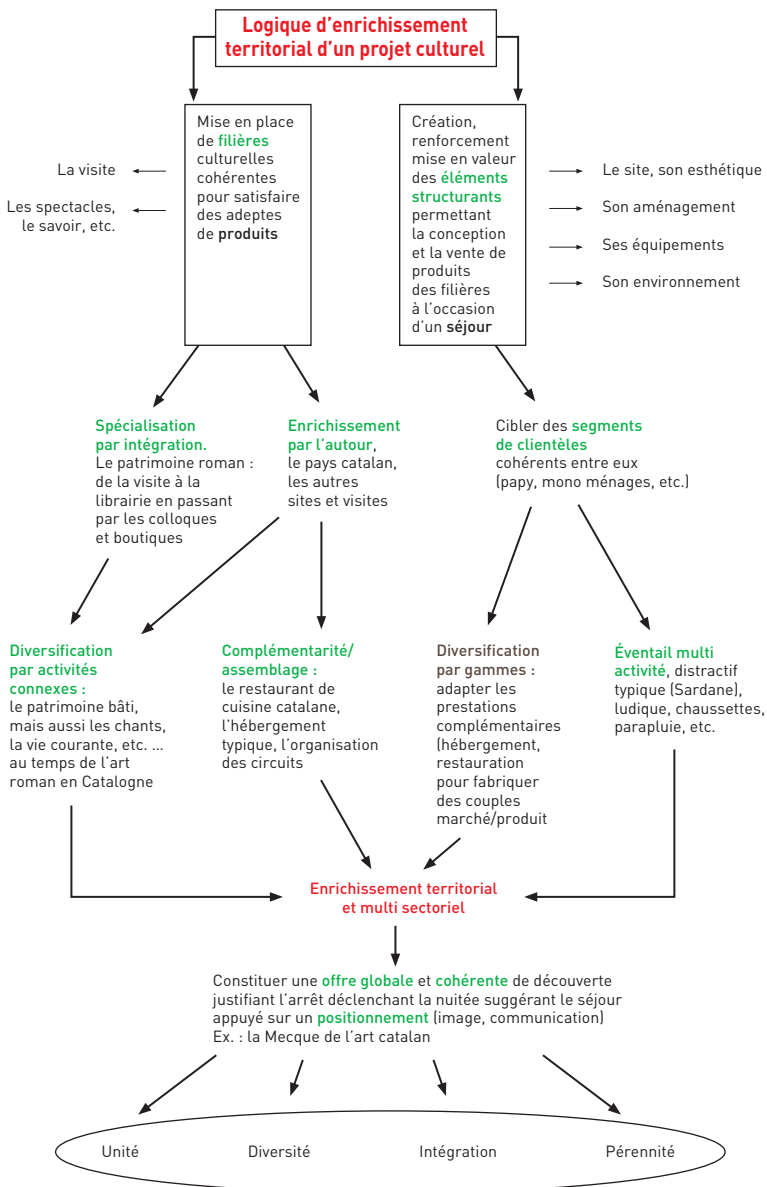 Logique d'enrichissement
territorial d'un projet culturel
Mise en place
de filières
culturelles
cohérentes
pour satisfaire
des adeptes
de produits
La visite
Les spectacles,
le savoir, etc.
Création,
renforcement
mise en valeur
des éléments
structurants
permettant
la conception
et la vente de
produits
des filières
à l'occasion
d'un séjour
Le site, son esthétique
Son aménagement
Ses équipements
Son environnement
Spécialisation
par intégration.
Le patrimoine roman :
de la visite à la
librairie en passant
par les colloques
et boutiques
Enrichissement
par l'autour,
le pays catalan,
les autres
sites et visites
Cibler des segments
de clientèles
cohérents entre eux
(papy, mono ménages, etc.)
Diversification
par activités
connexes :
le patrimoine bâti,
mais aussi les chants,
la vie courante, etc. ...
au temps de l'art
roman en Catalogne
Complémentarité/
assemblage :
le restaurant de
cuisine catalane,
l'hébergement
typique, l'organisation
des circuits
Diversification
par gammes :
adapter les
prestations
complémentaires
(hébergement,
restauration
pour fabriquer
des couples
marché/produit
Éventail multi
activité, distractif
typique (Sardane),
ludique, chaussettes,
parapluie, etc.
Enrichissement territorial
et multi sectoriel
Constituer une offre globale et cohérente de découverte
justifiant l'arrêt déclenchant la nuitée suggérant le séjour
appuyé sur un positionnement (image, communication)
Ex. : la Mecque de l'art catalan
Unité
Diversité
Intégration
Pérennité